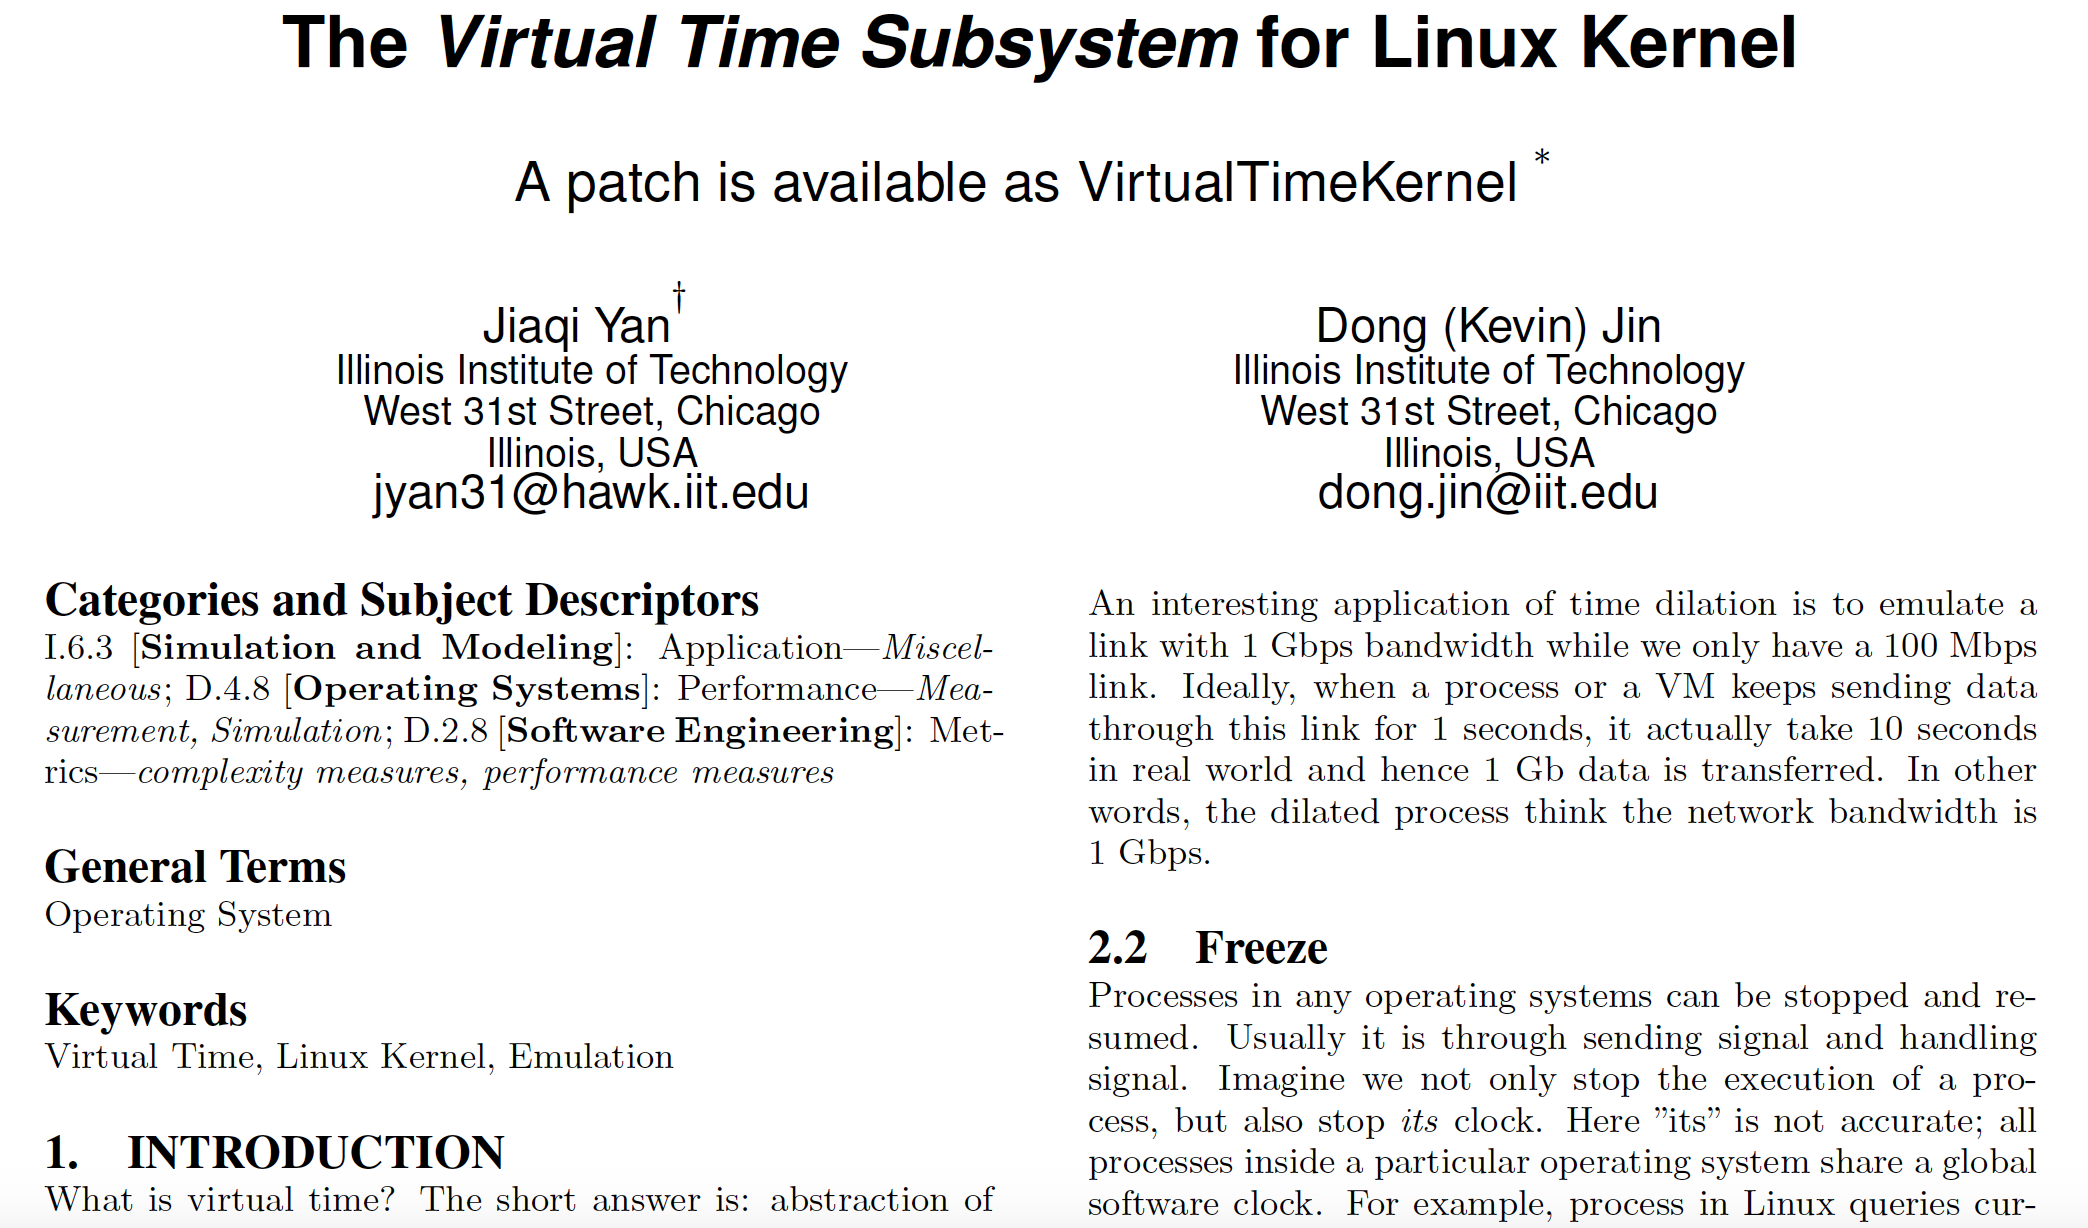 The Virtual Time Subsystem for Linux Kernel
A patch is available as VirtualTimeKernel *
Jiaqi Yan†
Illinois Institute of Technology
West 31st Street, Chicago
Illinois, USA
jyan31@hawk.iit.edu
Dong (Kevin) Jin
Illinois Institute of Technology
West 31st Street, Chicago
Illinois, USA
dong.jin@iit.edu
Categories and Subject Descriptors
I.6.3 [Simulation and Modeling]: Application—Miscel-
laneous; D.4.8 [Operating Systems]: Performance—Mea-
surement, Simulation; D.2.8 [Software Engineering]: Met-
rics—complexity measures, performance measures
General Terms
Operating System
Keywords
Virtual Time, Linux Kernel, Emulation
1. INTRODUCTION
What is virtual time? The short answer is: abstraction of
An interesting application of time dilation is to emulate a
link with 1 Gbps bandwidth while we only have a 100 Mbps
link. Ideally, when a process or a VM keeps sending data
through this link for 1 seconds, it actually take 10 seconds
in real world and hence 1 Gb data is transferred. In other
words, the dilated process think the network bandwidth is
1 Gbps.
2.2 Freeze
Processes in any operating systems can be stopped and re-
sumed. Usually it is through sending signal and handling
signal. Imagine we not only stop the execution of a pro-
cess, but also stop its clock. Here ”its” is not accurate; all
processes inside a particular operating system share a global
software clock. For example, process in Linux queries cur-